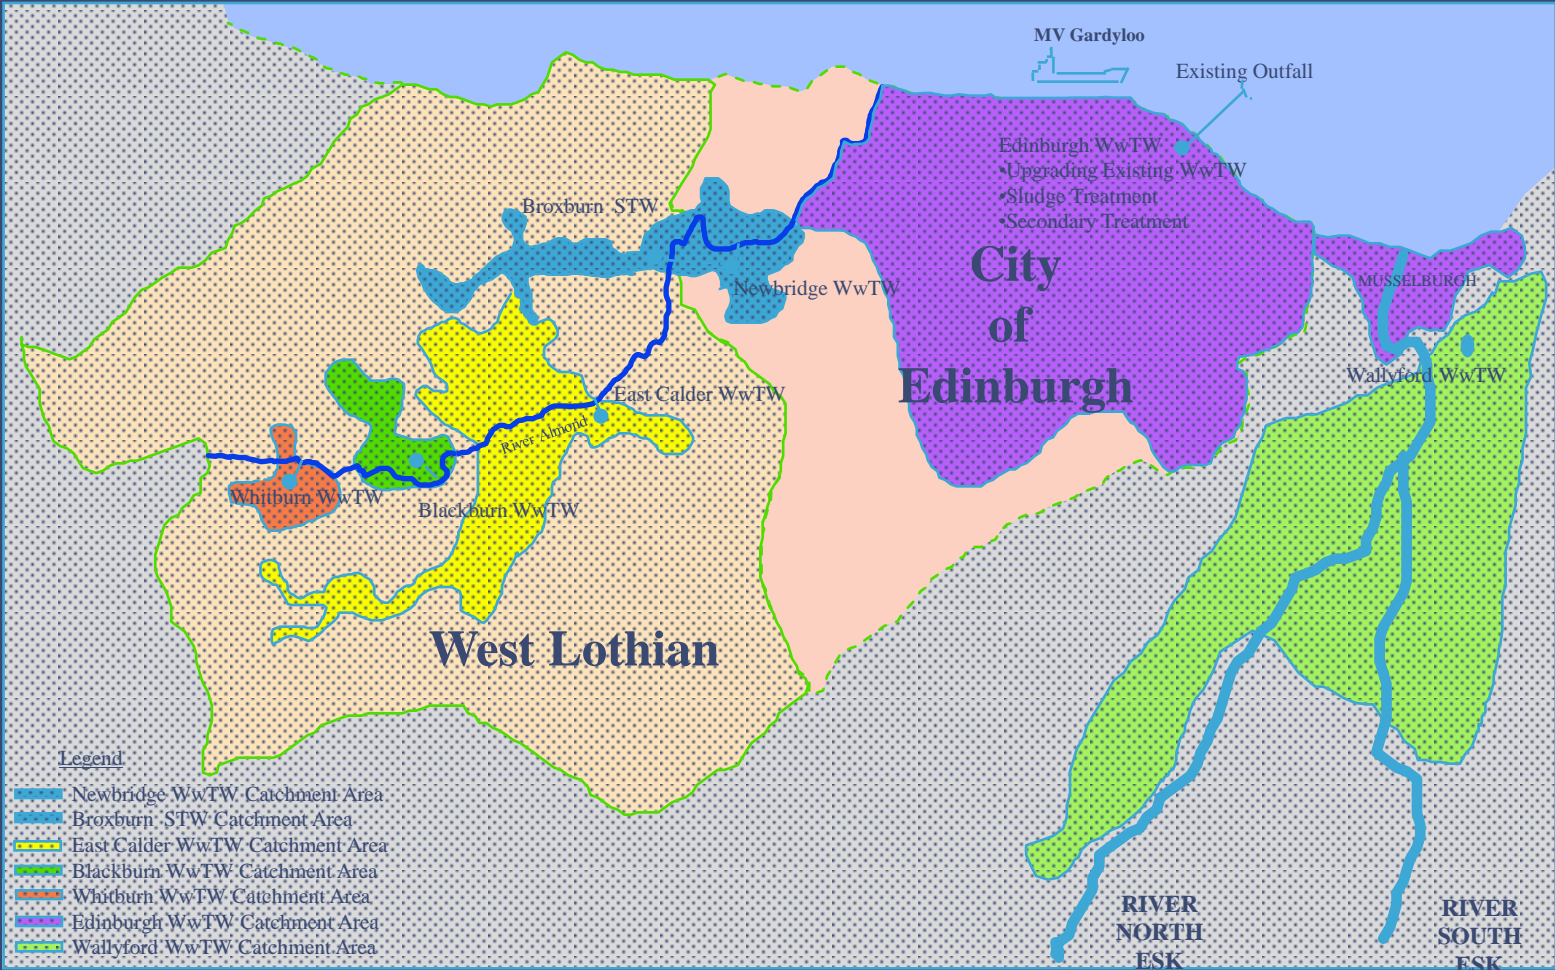 MV Gardyloo
Existing Outfall
Edinburgh WwTW
•Upgrading Existing WwTW
•Sludge Treatment
•Secondary Treatment
Broxburn STW
City
of
Edinburgh
Newbridge WwTW
MUSSELBURGH
Wallyford WwTW
East Calder WwTW
River Almond
Whitburn WwTW
Blackburn WwTW
West Lothian
Legend
Newbridge WwTW Catchment Area
Broxburn STW Catchment Area
East Calder WwTW Catchment Area
Blackburn WwTW Catchment Area
Whitburn WwTW Catchment Area
Edinburgh WwTW Catchment Area
Wallyford WwTW Catchment Area
RIVER
NORTH
ESK
RIVER
SOUTH
ESK